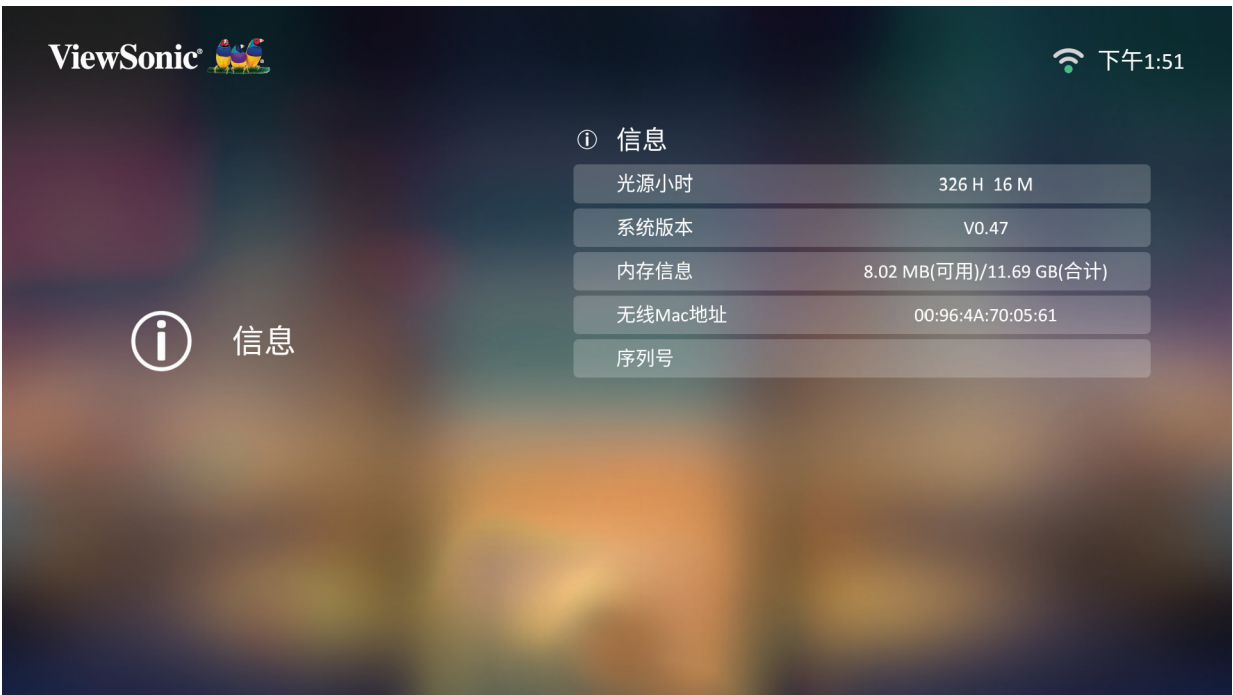 ViewSonic®
下午1:51
信息
信息
光源小时 326 H 16 M
系统版本 V0.47
内存信息 8.02 MB(可用)/11.69 GB(合计)
无线Mac地址 00:96:4A:70:05:61
序列号